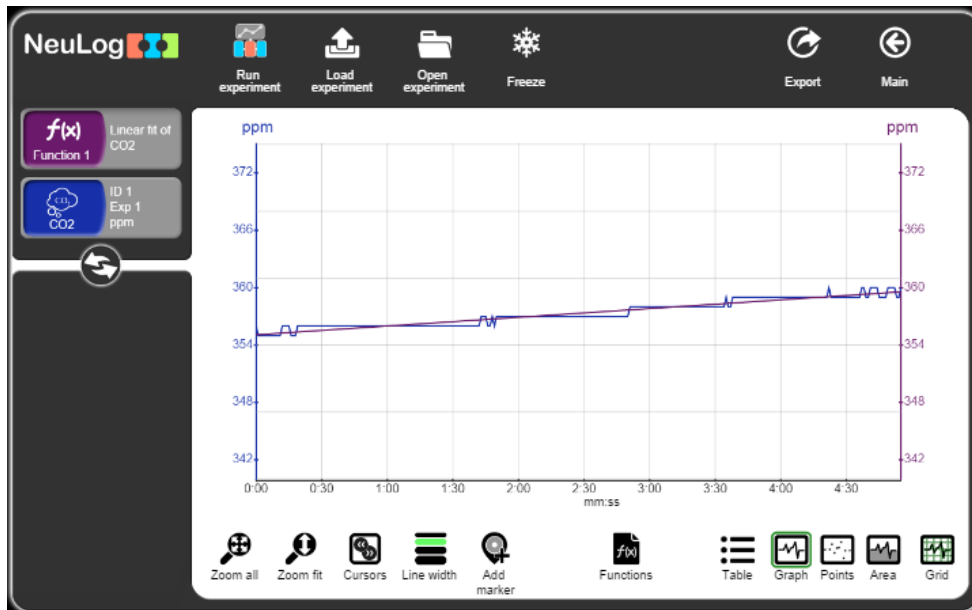 NeuLog
Run
experiment
Load
experiment
Open
experiment
Freeze
Export
Main
f(x)
Function 1
Linear fit of
CO2
CO2
CO2
ID 1
Exp 1
ppm
ppm
ppm
372
366
360
354
348
342
372
366
360
354
348
342
0:00 0:30 1:00 1:30 2:00 2:30 3:00 3:30 4:00 4:30
mm:ss
Zoom all
Zoom fit
Cursors
Line width
Add
marker
f(x)
Functions
Table
Graph
Points
Area
Grid